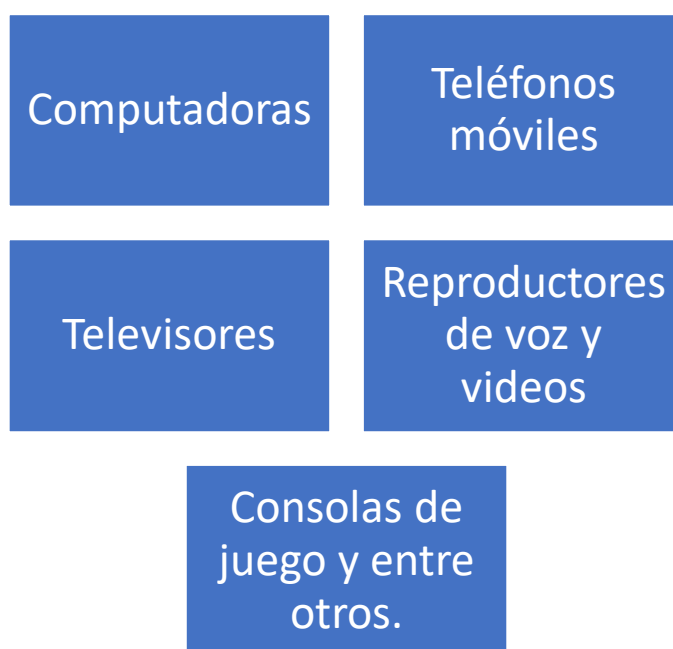 Computadoras
Teléfonos
móviles
Televisores
Reproductores
de voz y
videos
Consolas de
juego y entre
otros.